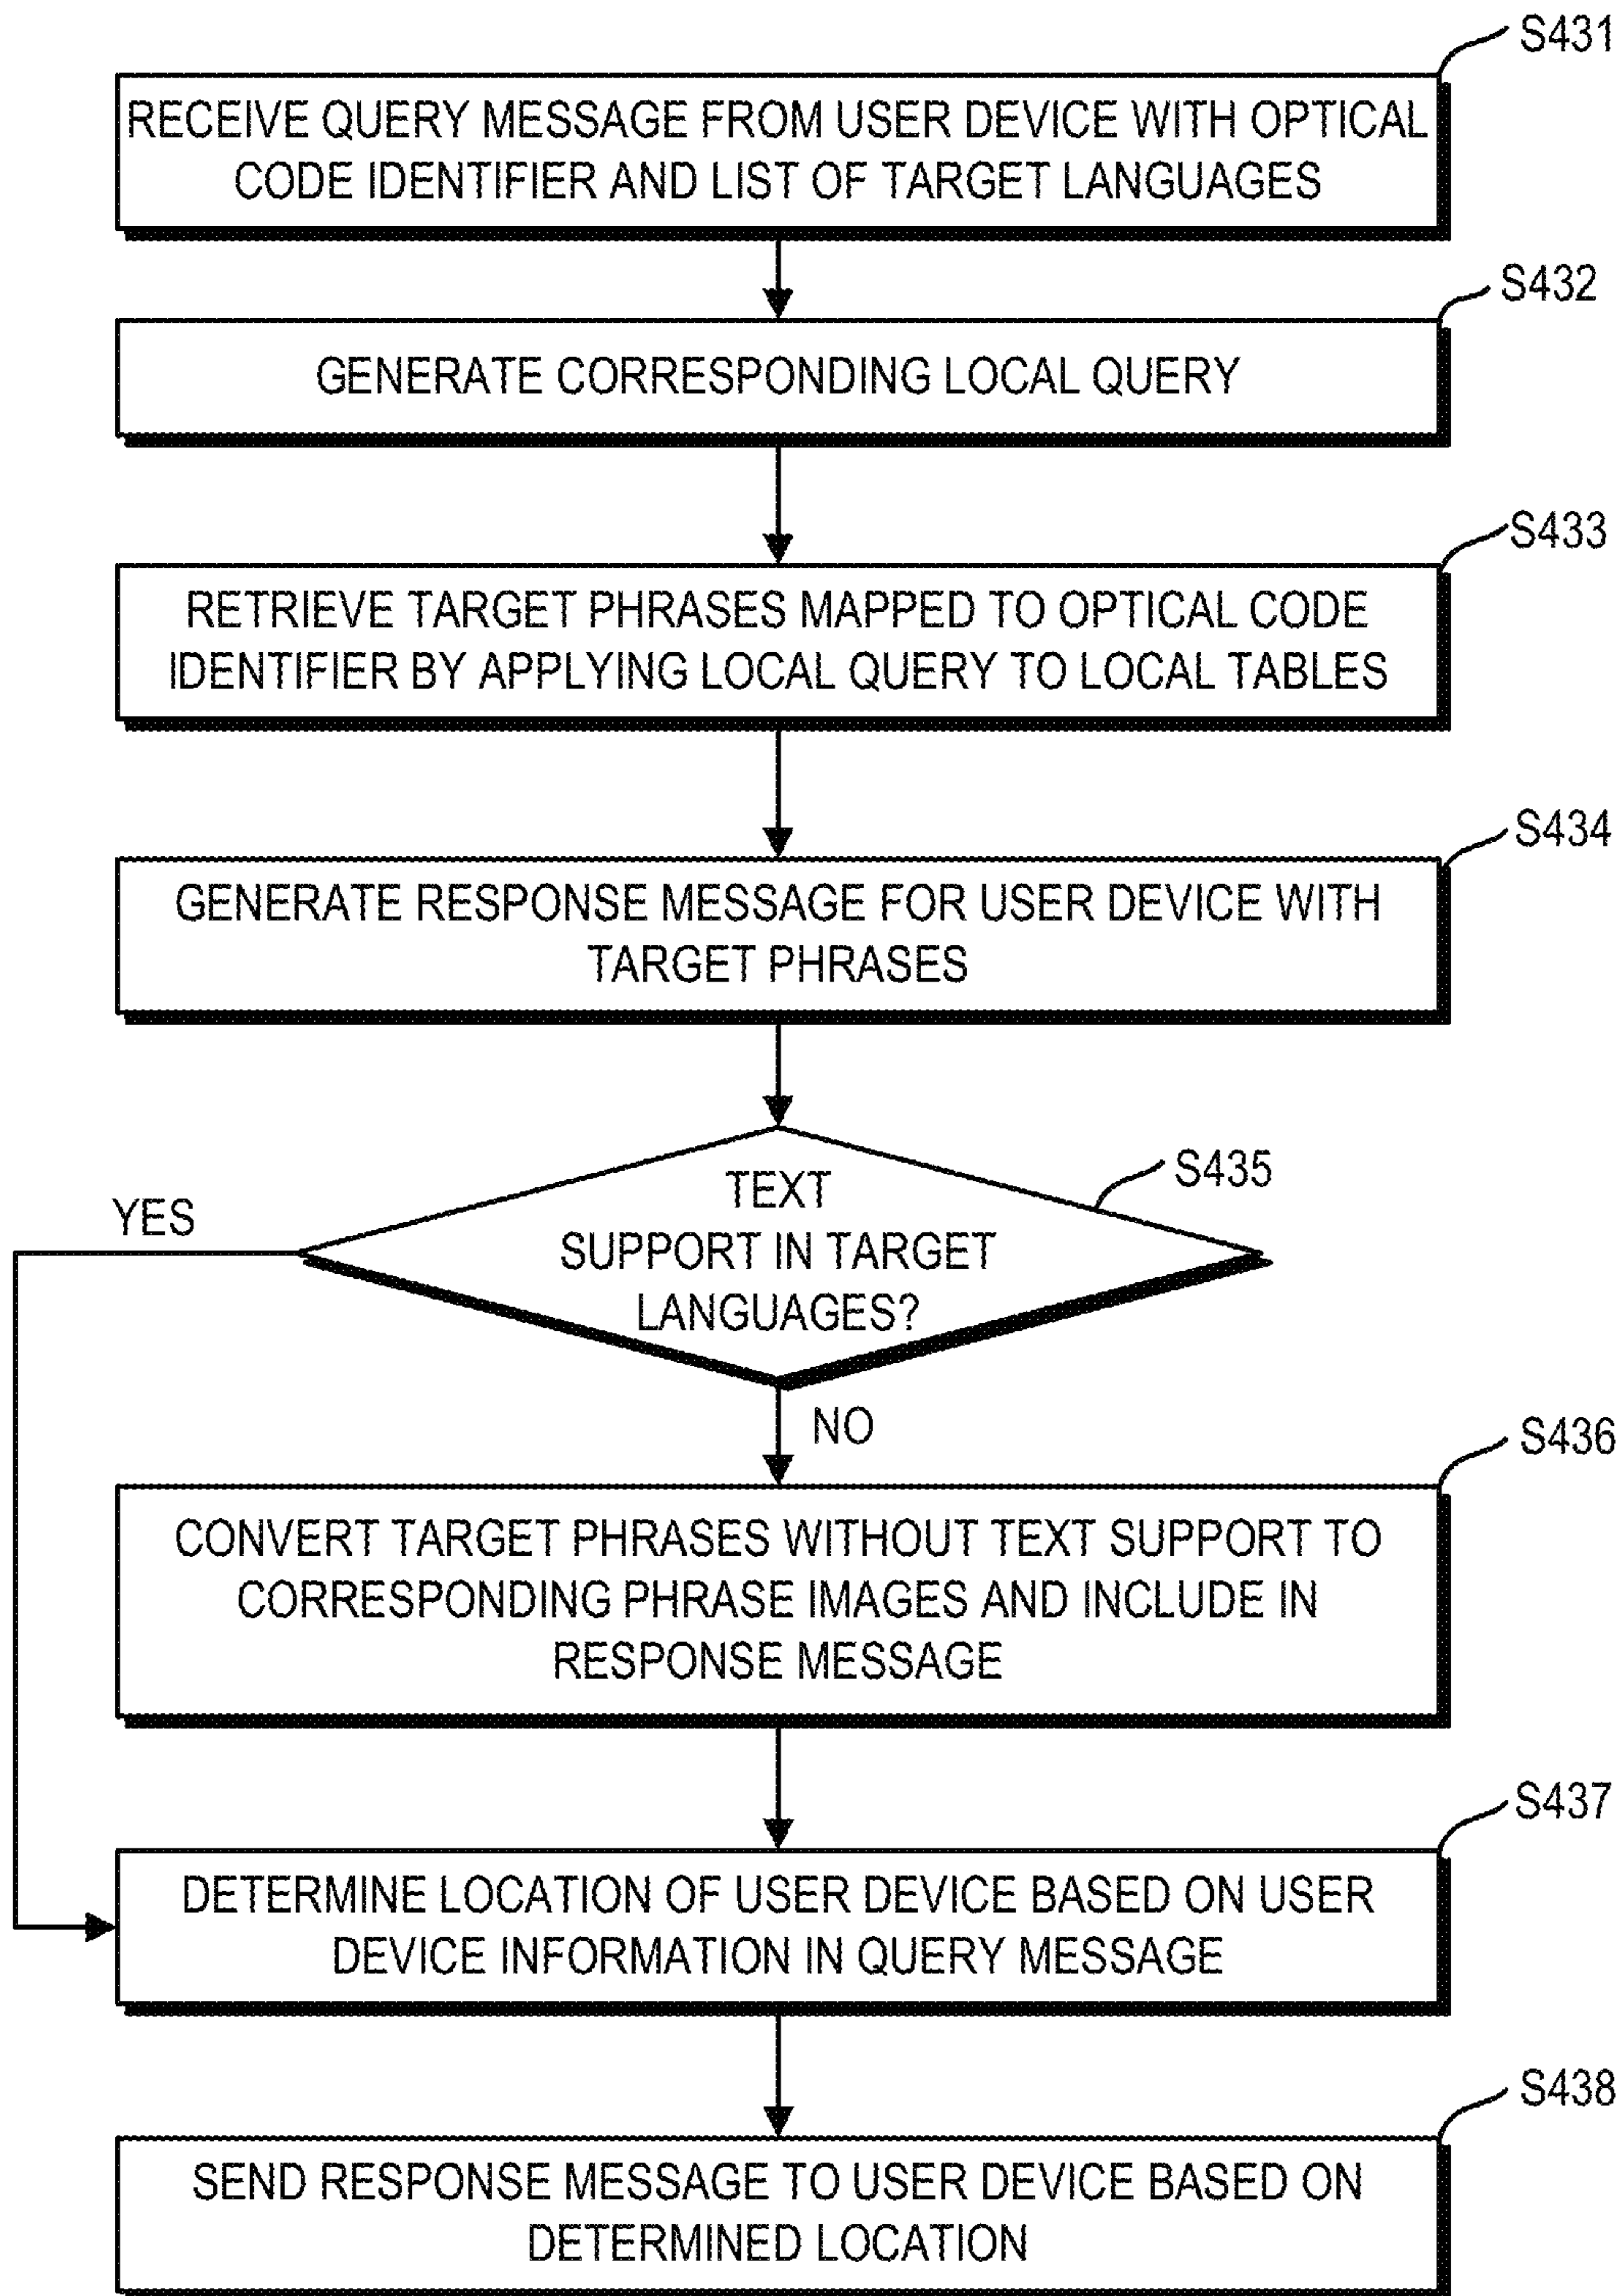 S431
RECEIVE QUERY MESSAGE FROM USER DEVICE WITH OPTICAL
CODE IDENTIFIER AND LIST OF TARGET LANGUAGES
S432
GENERATE CORRESPONDING LOCAL QUERY
S433
RETRIEVE TARGET PHRASES MAPPED TO OPTICAL CODE
IDENTIFIER BY APPLYING LOCAL QUERY TO LOCAL TABLES
S434
GENERATE RESPONSE MESSAGE FOR USER DEVICE WITH
TARGET PHRASES
S435
TEXT
SUPPORT IN TARGET
LANGUAGES?
YES
NO
S436
CONVERT TARGET PHRASES WITHOUT TEXT SUPPORT TO
CORRESPONDING PHRASE IMAGES AND INCLUDE IN
RESPONSE MESSAGE
S437
DETERMINE LOCATION OF USER DEVICE BASED ON USER
DEVICE INFORMATION IN QUERY MESSAGE
S438
SEND RESPONSE MESSAGE TO USER DEVICE BASED ON
DETERMINED LOCATION